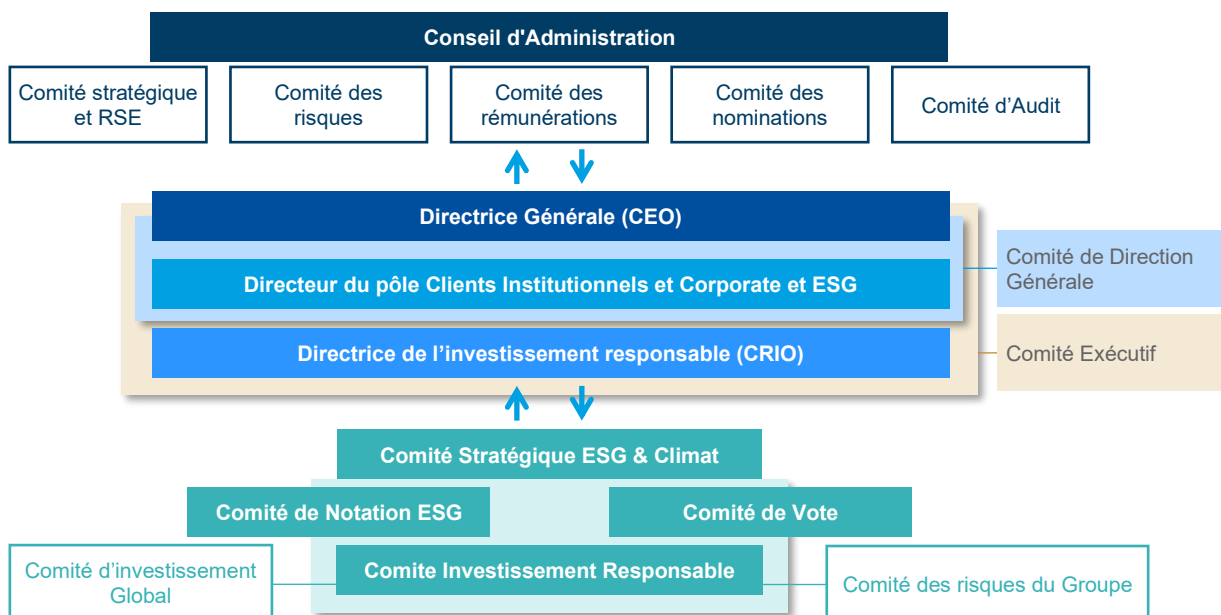 Conseil d'Administration
Comité stratégique
et RSE
Comité des
risques
Comité des
rémunérations
Comité des
nominations
Comité d’Audit
Directrice Générale (CEO)
Directeur du pôle Clients Institutionnels et Corporate et ESG
Comité de Direction
Générale
Directrice de l’investissement responsable (CRIO)
Comité Exécutif
Comité Stratégique ESG & Climat
Comité de Notation ESG
Comité de Vote
Comité d’investissement
Global
Comite Investissement Responsable
Comité des risques du Groupe